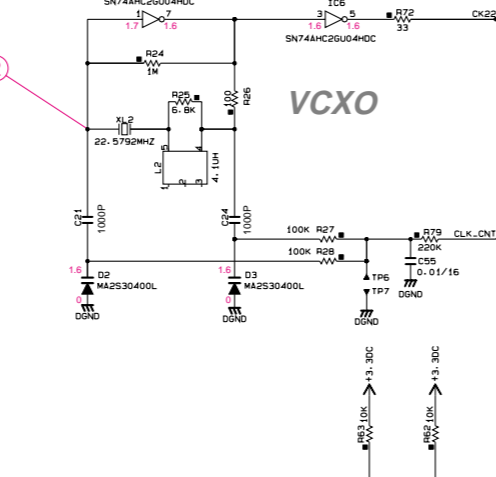 SN74AHC2GU04HDC
IC6
1 7
1.7 1.6
3 5
1.6 1.6
R72
33
CK22
SN74AHC2GU04HDC
R24
1M
VCXO
R25
6.8K
100
R26
XL2
22.5792MHZ
5 4
L2
4.1UH
1 2 3
C21
1000P
C24
1000P
100K R27
100K R28
R79
220K
CLK_CNT
C55
0.01/16
DGND
1.6
D2
MA2S30400L
0
DGND
1.6
D3
MA2S30400L
0
DGND
TP6
TP7
DGND
+3.3DC
+3.3DC
R63 10K
R62 10K